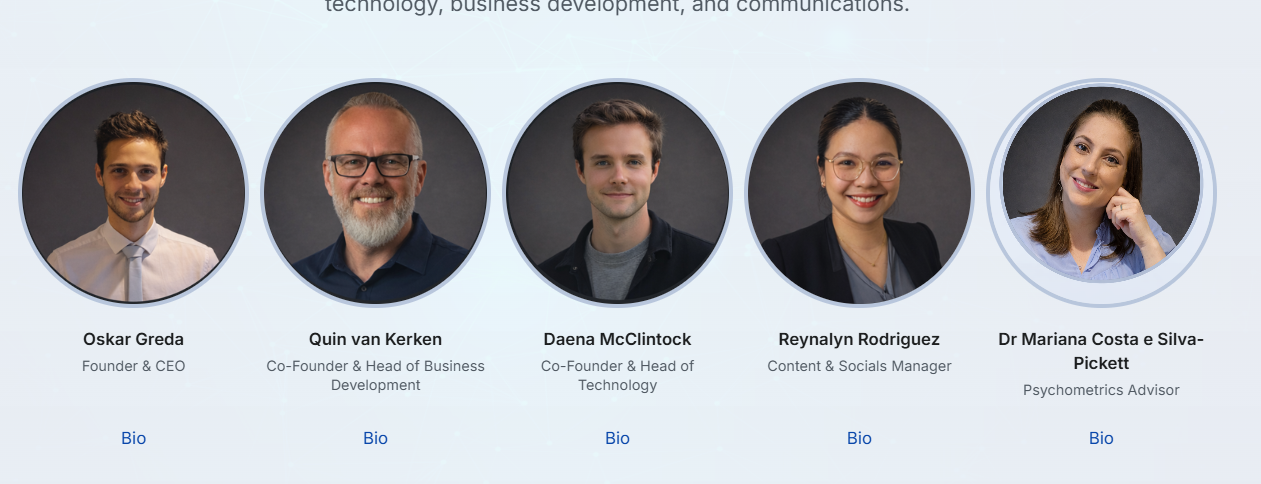 technology, business development, and communications.
Oskar Greda
Founder & CEO
Bio
Quin van Kerken
Co-Founder & Head of Business
Development
Bio
Daena McClintock
Co-Founder & Head of
Technology
Bio
Reynalyn Rodriguez
Content & Socials Manager
Bio
Dr Mariana Costa e Silva-
Pickett
Psychometrics Advisor
Bio